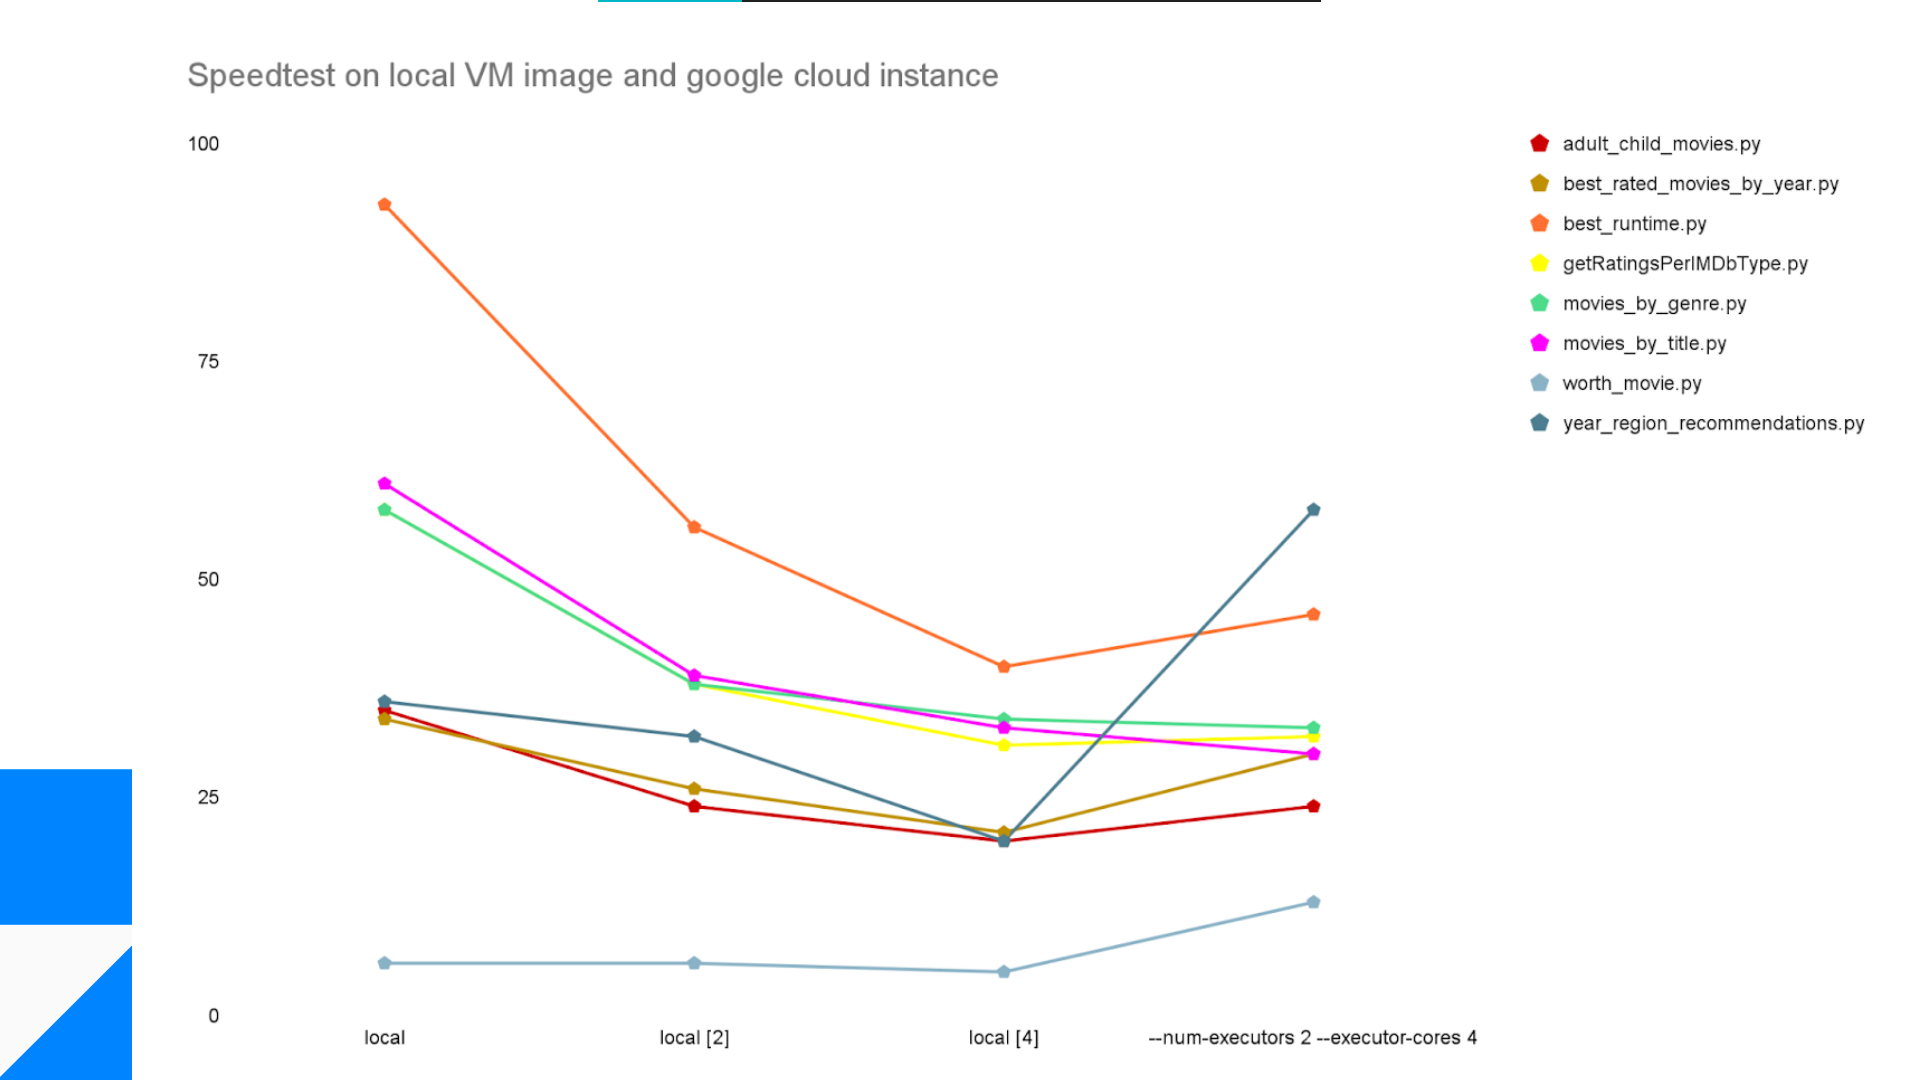 Speedtest on local VM image and google cloud instance
100
75
50
25
0
local
local [2]
local [4]
--num-executors 2 --executor-cores 4
adult_child_movies.py
best_rated_movies_by_year.py
best_runtime.py
getRatingsPerIMDbType.py
movies_by_genre.py
movies_by_title.py
worth_movie.py
year_region_recommendations.py